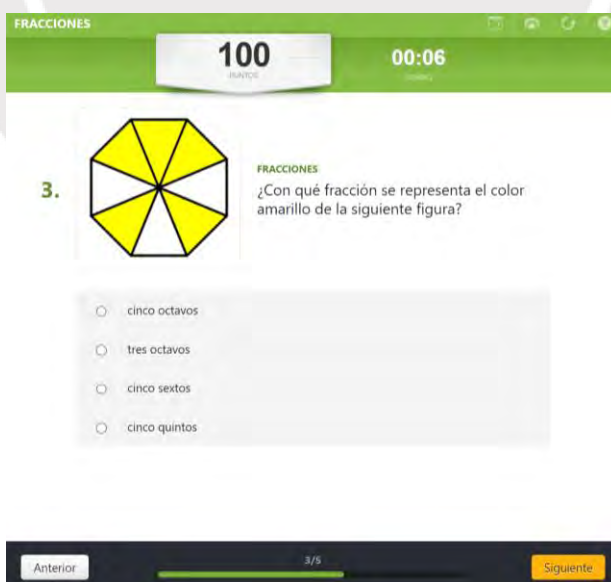 FRACCIONES
100
PUNTOS
00:06
3.
FRACCIONES
¿Con qué fracción se representa el color
amarillo de la siguiente figura?
cinco octavos
tres octavos
cinco sextos
cinco quintos
Anterior
3/5
Siguiente